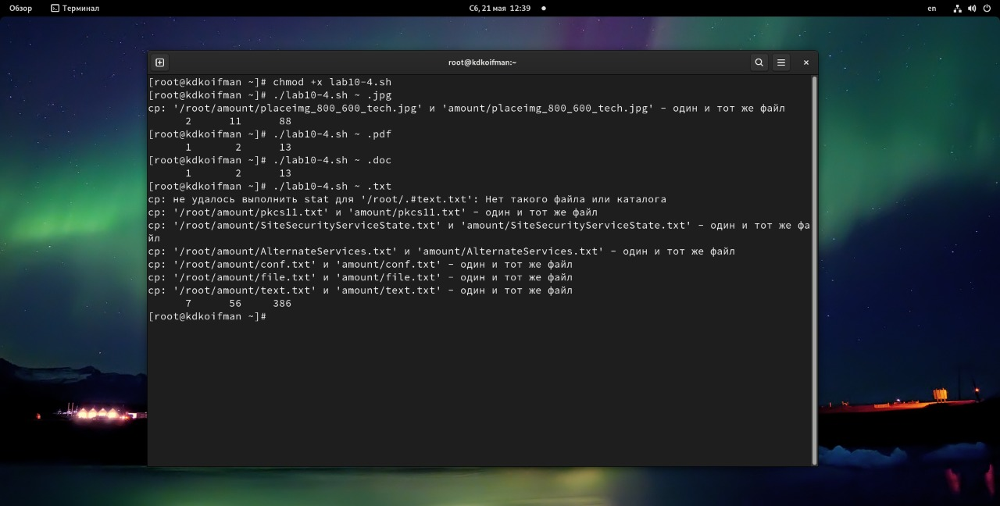 Обзор Терминал Сб, 21 мая 12:39 en
root@kdkoifman:~
[root@kdkoifman ~]# chmod +x lab10-4.sh
[root@kdkoifman ~]# ./lab10-4.sh ~ .jpg
cp: '/root/amount/placeimg_800_600_tech.jpg' и 'amount/placeimg_800_600_tech.jpg' - один и тот же файл
      2      11      88
[root@kdkoifman ~]# ./lab10-4.sh ~ .pdf
      1       2      13
[root@kdkoifman ~]# ./lab10-4.sh ~ .doc
      1       2      13
[root@kdkoifman ~]# ./lab10-4.sh ~ .txt
cp: не удалось выполнить stat для '/root/.#text.txt': Нет такого файла или каталога
cp: '/root/amount/pkcs11.txt' и 'amount/pkcs11.txt' - один и тот же файл
cp: '/root/amount/SiteSecurityServiceState.txt' и 'amount/SiteSecurityServiceState.txt' - один и тот же фа
йл
cp: '/root/amount/AlternateServices.txt' и 'amount/AlternateServices.txt' - один и тот же файл
cp: '/root/amount/conf.txt' и 'amount/conf.txt' - один и тот же файл
cp: '/root/amount/file.txt' и 'amount/file.txt' - один и тот же файл
cp: '/root/amount/text.txt' и 'amount/text.txt' - один и тот же файл
      7      56     386
[root@kdkoifman ~]#